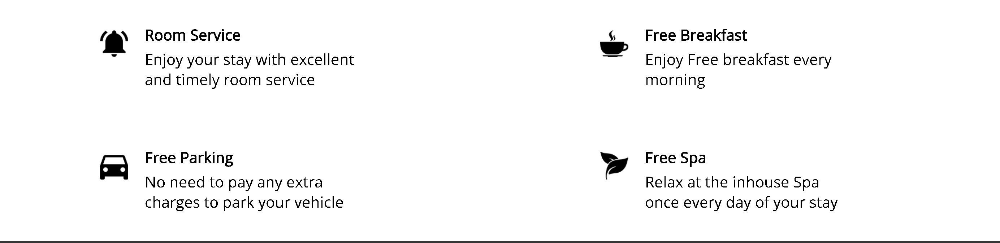 Room Service
Enjoy your stay with excellent
and timely room service
Free Breakfast
Enjoy Free breakfast every
morning
Free Parking
No need to pay any extra
charges to park your vehicle
Free Spa
Relax at the inhouse Spa
once every day of your stay